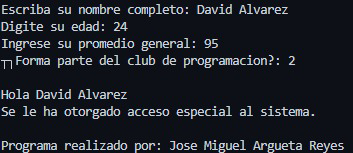 Escriba su nombre completo: David Alvarez
Digite su edad: 24
Ingrese su promedio general: 95
┬┐Forma parte del club de programacion?: 2
Hola David Alvarez
Se le ha otorgado acceso especial al sistema.
Programa realizado por: Jose Miguel Argueta Reyes